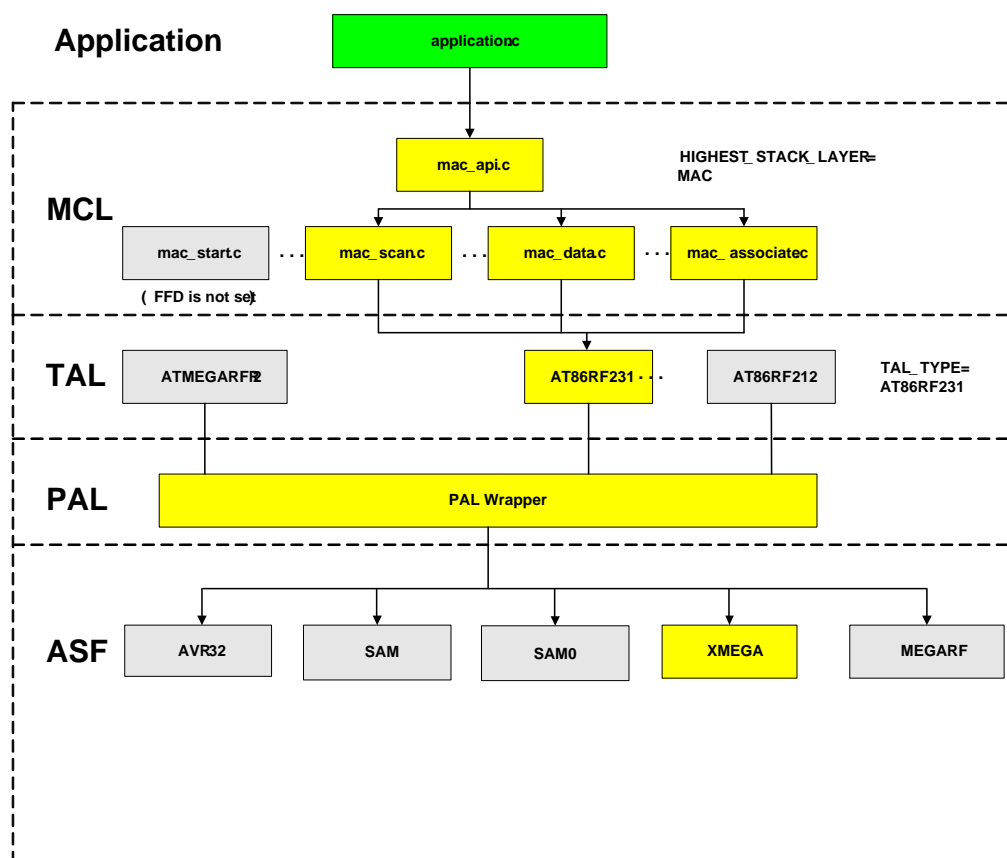 Application
application.c
mac_api.c
HIGHEST_STACK_LAYER=
MAC
MCL
mac_start.c
...
mac_scan.c
...
mac_data.c
...
mac_associatec
( FFD is not set)
TAL
ATMEGARFR2
AT86RF231
...
AT86RF212
TAL_TYPE=
AT86RF231
PAL
PAL Wrapper
ASF
AVR32
SAM
SAM0
XMEGA
MEGARF